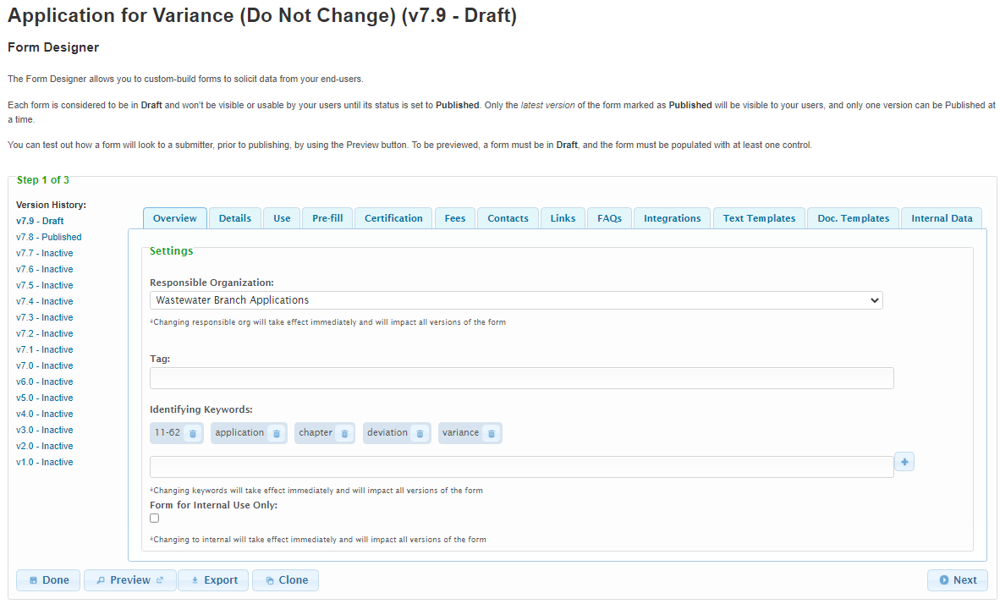 Application for Variance (Do Not Change) (v7.9 - Draft)
Form Designer
The Form Designer allows you to custom-build forms to solicit data from your end-users.
Each form is considered to be in Draft and won't be visible or usable by your users until its status is set to Published. Only the latest version of the form marked as Published will be visible to your users, and only one version can be Published at
a time.
You can test out how a form will look to a submitter, prior to publishing, by using the Preview button. To be previewed, a form must be in Draft, and the form must be populated with at least one control.
Step 1 of 3
Version History:
v7.9 - Draft
v7.8 - Published
v7.7 - Inactive
v7.6 - Inactive
v7.5 - Inactive
v7.4 - Inactive
v7.3 - Inactive
v7.2 - Inactive
v7.1 - Inactive
v7.0 - Inactive
v6.0 - Inactive
v5.0 - Inactive
v4.0 - Inactive
v3.0 - Inactive
v2.0 - Inactive
v1.0 - Inactive
Overview Details Use Pre-fill Certification Fees Contacts Links FAQs Integrations Text Templates Doc. Templates Internal Data
Settings
Responsible Organization:
Wastewater Branch Applications
*Changing responsible org will take effect immediately and will impact all versions of the form
Tag:
Identifying Keywords:
11-62 application chapter deviation variance
*Changing keywords will take effect immediately and will impact all versions of the form
Form for Internal Use Only:
*Changing to internal will take effect immediately and will impact all versions of the form
Done Preview Export Clone Next